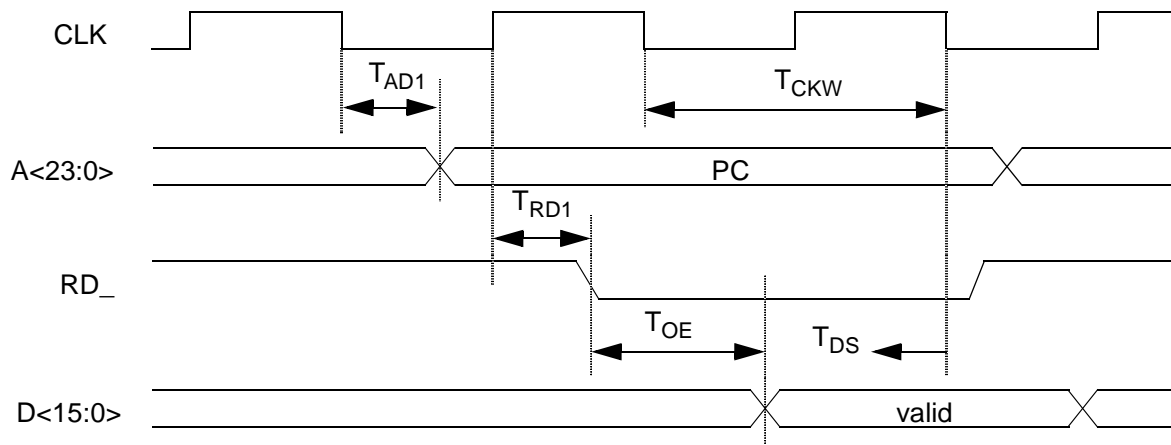 CLK
T_AD1
T_CKW
A<23:0>
PC
T_RD1
RD_
T_OE
T_DS
D<15:0>
valid